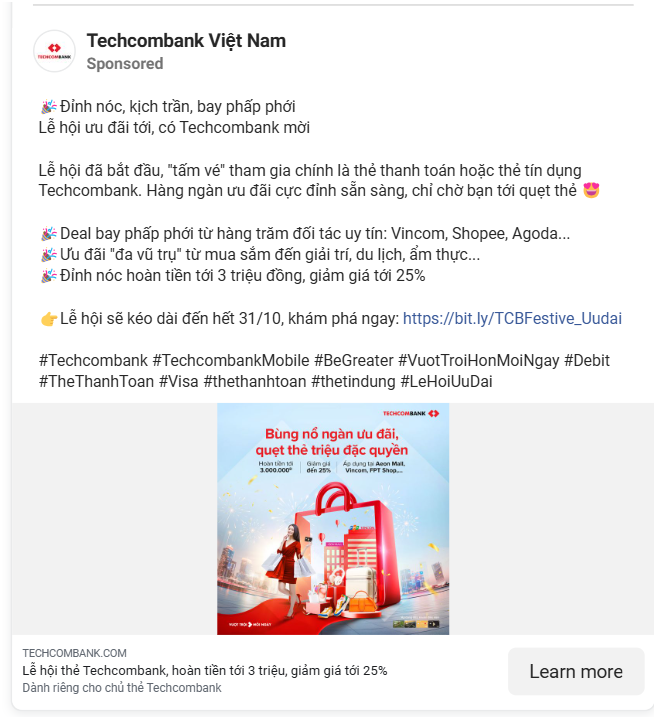 TECHCOMBANK
Techcombank Việt Nam
Sponsored
🎉Đỉnh nóc, kịch trần, bay phấp phới
Lễ hội ưu đãi tới, có Techcombank mời
Lễ hội đã bắt đầu, "tấm vé" tham gia chính là thẻ thanh toán hoặc thẻ tín dụng
Techcombank. Hàng ngàn ưu đãi cực đỉnh sẵn sàng, chỉ chờ bạn tới quẹt thẻ 😍
🎉Deal bay phấp phới từ hàng trăm đối tác uy tín: Vincom, Shopee, Agoda...
🎉Ưu đãi "đa vũ trụ" từ mua sắm đến giải trí, du lịch, ẩm thực...
🎉Đỉnh nóc hoàn tiền tới 3 triệu đồng, giảm giá tới 25%
👉Lễ hội sẽ kéo dài đến hết 31/10, khám phá ngay: https://bit.ly/TCBFestive_Uudai
#Techcombank #TechcombankMobile #BeGreater #VuotTroiHonMoiNgay #Debit
#TheThanhToan #Visa #thethanhtoan #thetindung #LeHoiUuDai
TECHCOMBANK
Bùng nổ ngàn ưu đãi,
quẹt thẻ triệu đặc quyền
Hoàn tiền tới
3.000.000đ
Giảm giá
đến 25%
Áp dụng tại Aeon Mall,
Vincom, FPT Shop,...
VƯỢT TRỘI HƠN MỖI NGÀY
TECHCOMBANK.COM
Lễ hội thẻ Techcombank, hoàn tiền tới 3 triệu, giảm giá tới 25%
Dành riêng cho chủ thẻ Techcombank
Learn more